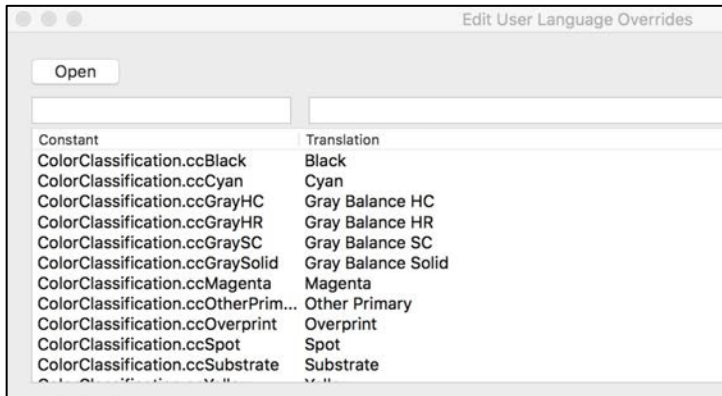 Edit User Language Overrides
Open
Constant Translation
ColorClassification.ccBlack Black
ColorClassification.ccCyan Cyan
ColorClassification.ccGrayHC Gray Balance HC
ColorClassification.ccGrayHR Gray Balance HR
ColorClassification.ccGraySC Gray Balance SC
ColorClassification.ccGraySolid Gray Balance Solid
ColorClassification.ccMagenta Magenta
ColorClassification.ccOtherPrim... Other Primary
ColorClassification.ccOverprint Overprint
ColorClassification.ccSpot Spot
ColorClassification.ccSubstrate Substrate